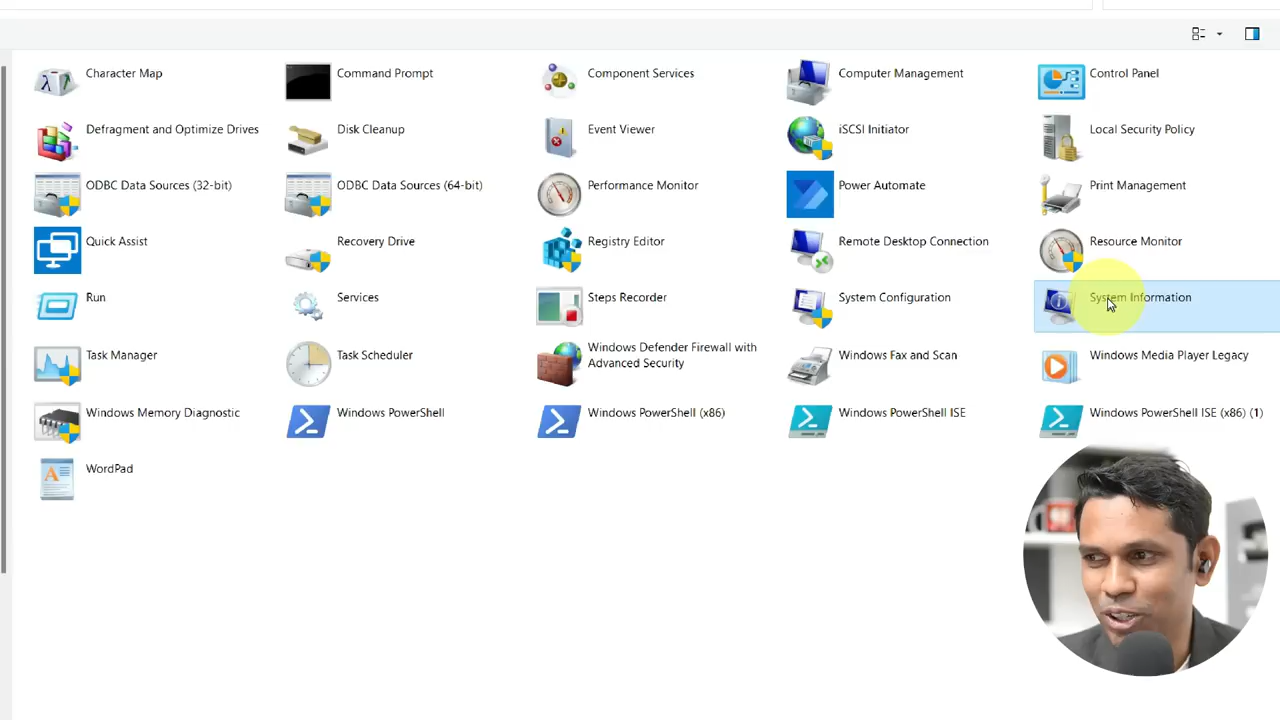 Character Map
Command Prompt
Component Services
Computer Management
Control Panel
Defragment and Optimize Drives
Disk Cleanup
Event Viewer
iSCSI Initiator
Local Security Policy
ODBC Data Sources (32-bit)
ODBC Data Sources (64-bit)
Performance Monitor
Power Automate
Print Management
Quick Assist
Recovery Drive
Registry Editor
Remote Desktop Connection
Resource Monitor
Run
Services
Steps Recorder
System Configuration
System Information
Task Manager
Task Scheduler
Windows Defender Firewall with
Advanced Security
Windows Fax and Scan
Windows Media Player Legacy
Windows Memory Diagnostic
Windows PowerShell
Windows PowerShell (x86)
Windows PowerShell ISE
Windows PowerShell ISE (x86) (1)
WordPad